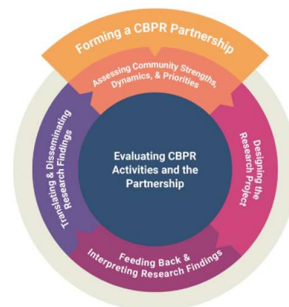 Forming a CBPR Partnership
Assessing Community Strengths,
Dynamics, & Priorities
Designing the
Research Project
Feeding Back &
Interpreting Research Findings
Translating & Disseminating
Research Findings
Evaluating CBPR
Activities and the
Partnership